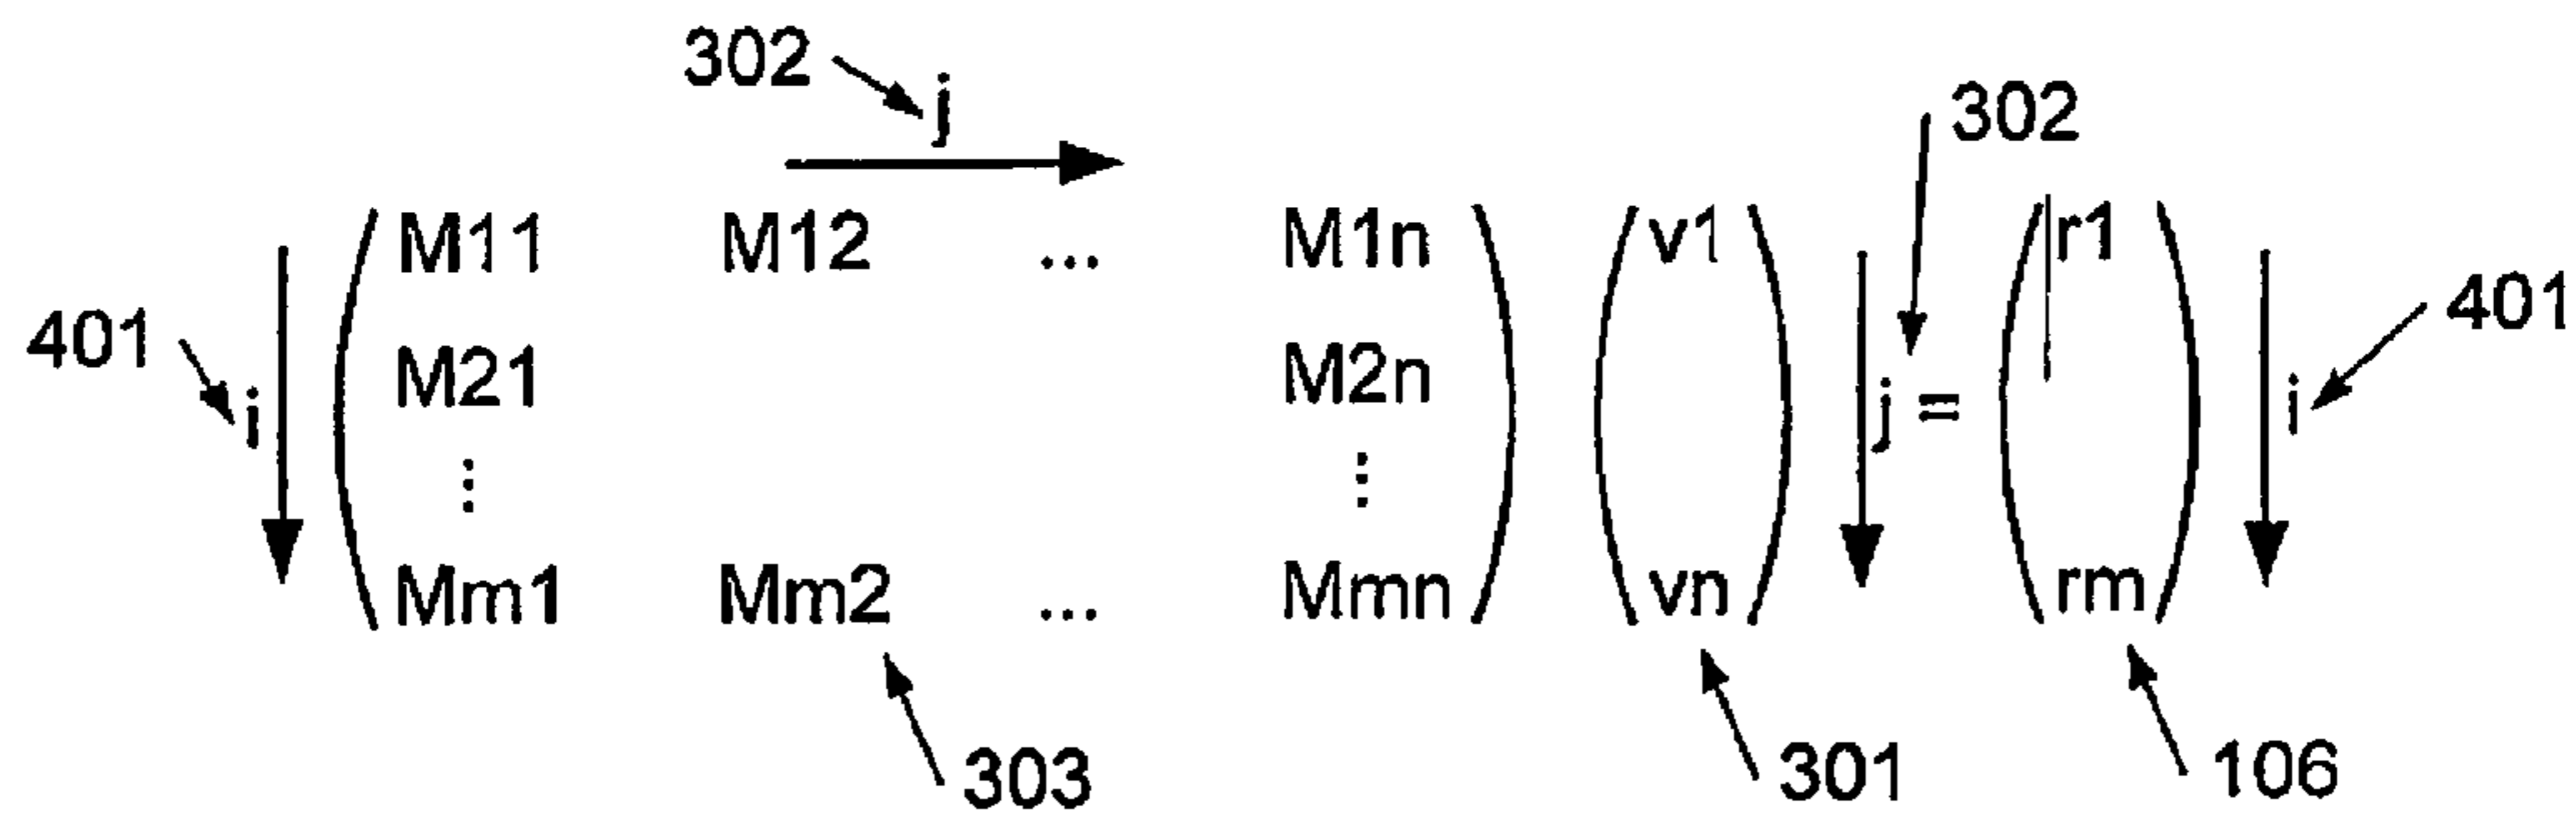 302 j 302
M11 M12 ... M1n v1 r1
401 i M21 M2n j = i 401
⋮ ⋮
Mm1 Mm2 ... Mmn vn rm
303 301 106